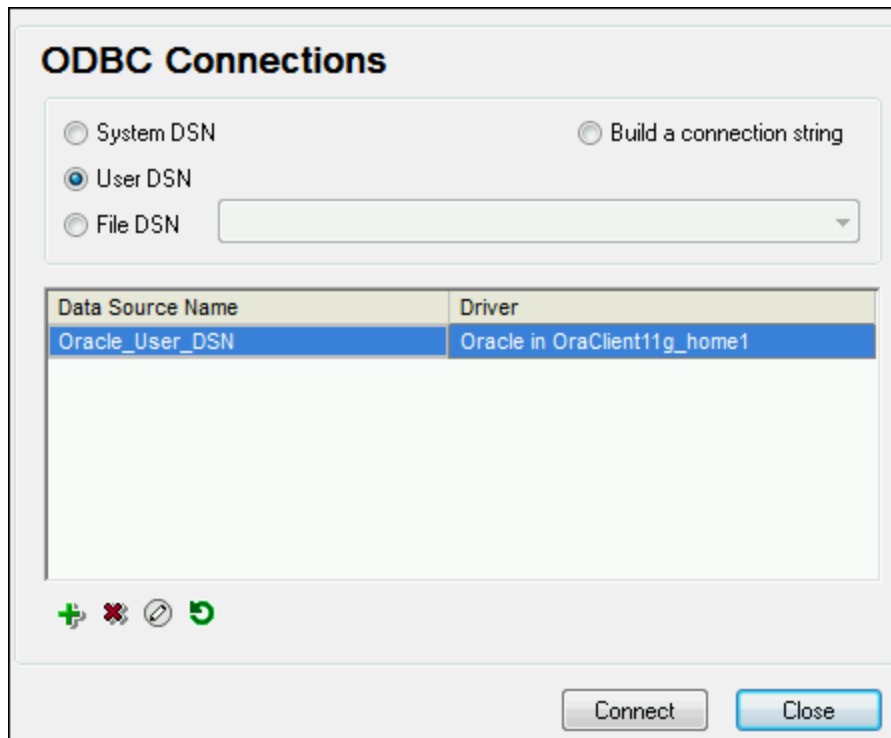 ODBC Connections
System DSN
Build a connection string
User DSN
File DSN
Data Source Name Driver
Oracle_User_DSN Oracle in OraClient11g_home1
Connect Close